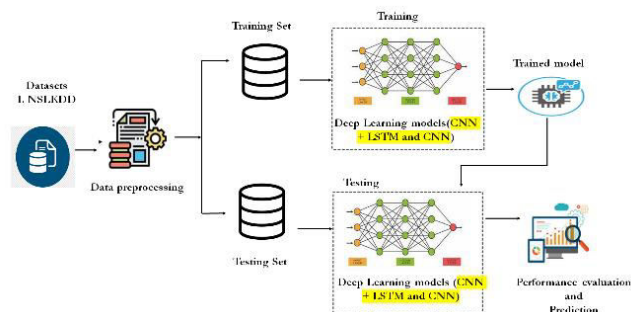 Training Set
Training
Datasets
1. NSLKDD
Trained model
Deep Learning models(CNN
+ LSTM and CNN)
Data preprocessing
Testing
Testing Set
Deep Learning models (CNN
+ LSTM and CNN)
Performance evaluation
and
Prediction